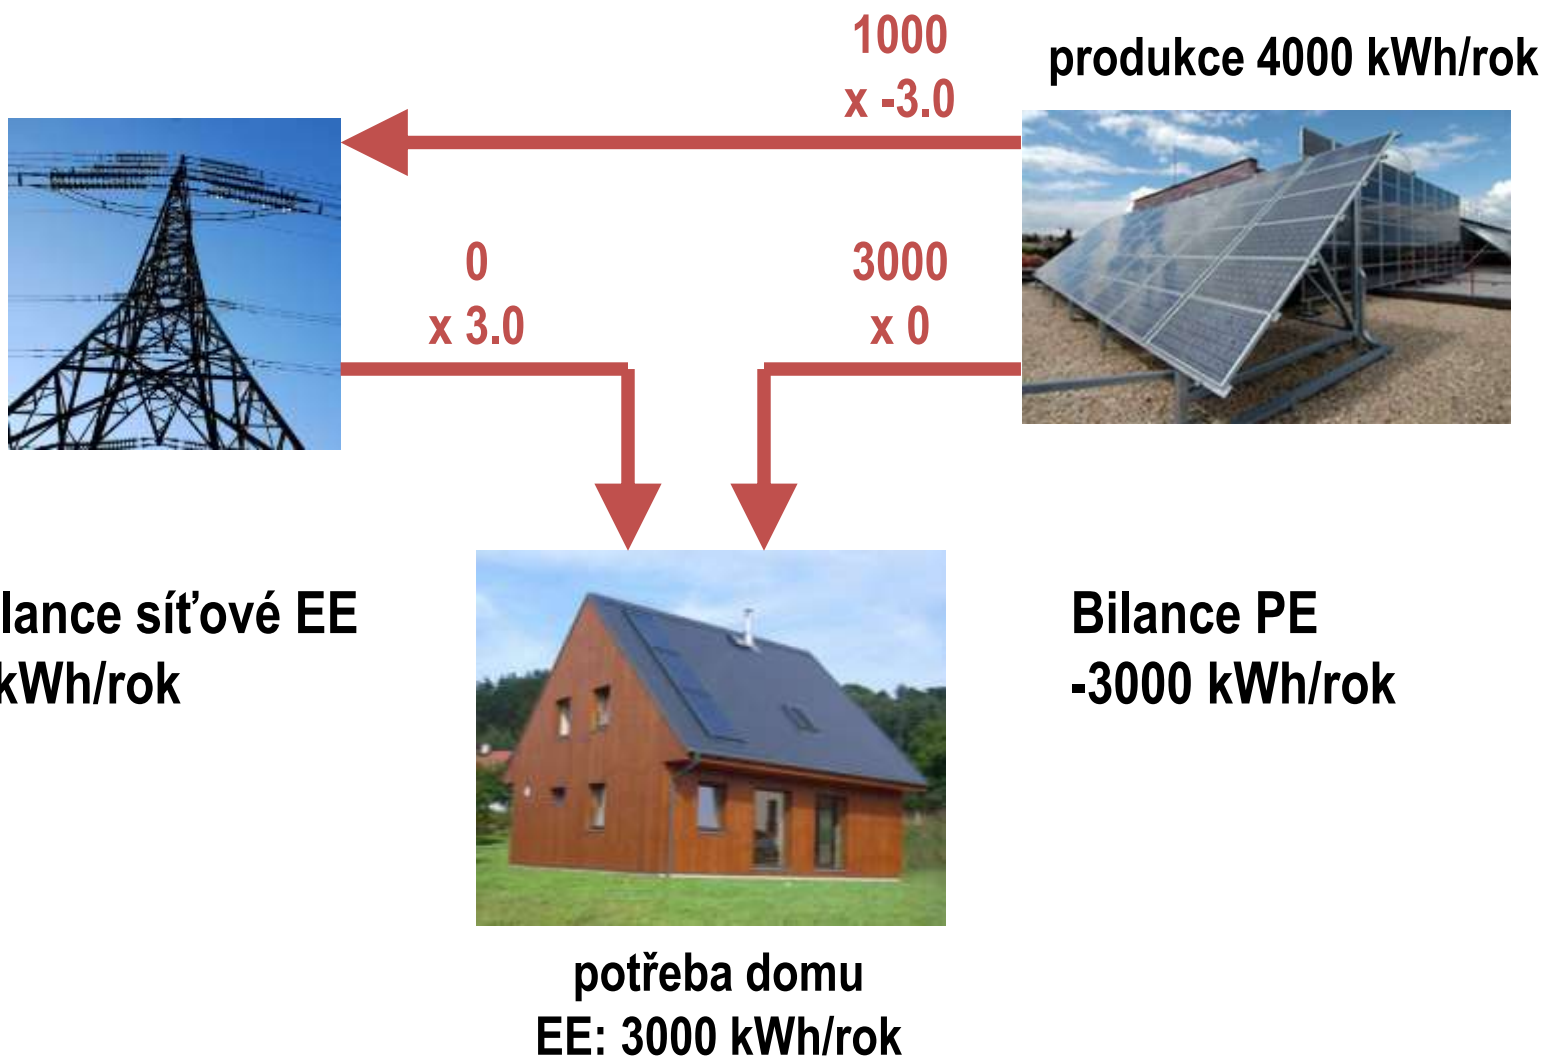 1000
x -3.0
produkce 4000 kWh/rok
0
x 3.0
3000
x 0
lance síťové EE
kWh/rok
Bilance PE
-3000 kWh/rok
potřeba domu
EE: 3000 kWh/rok